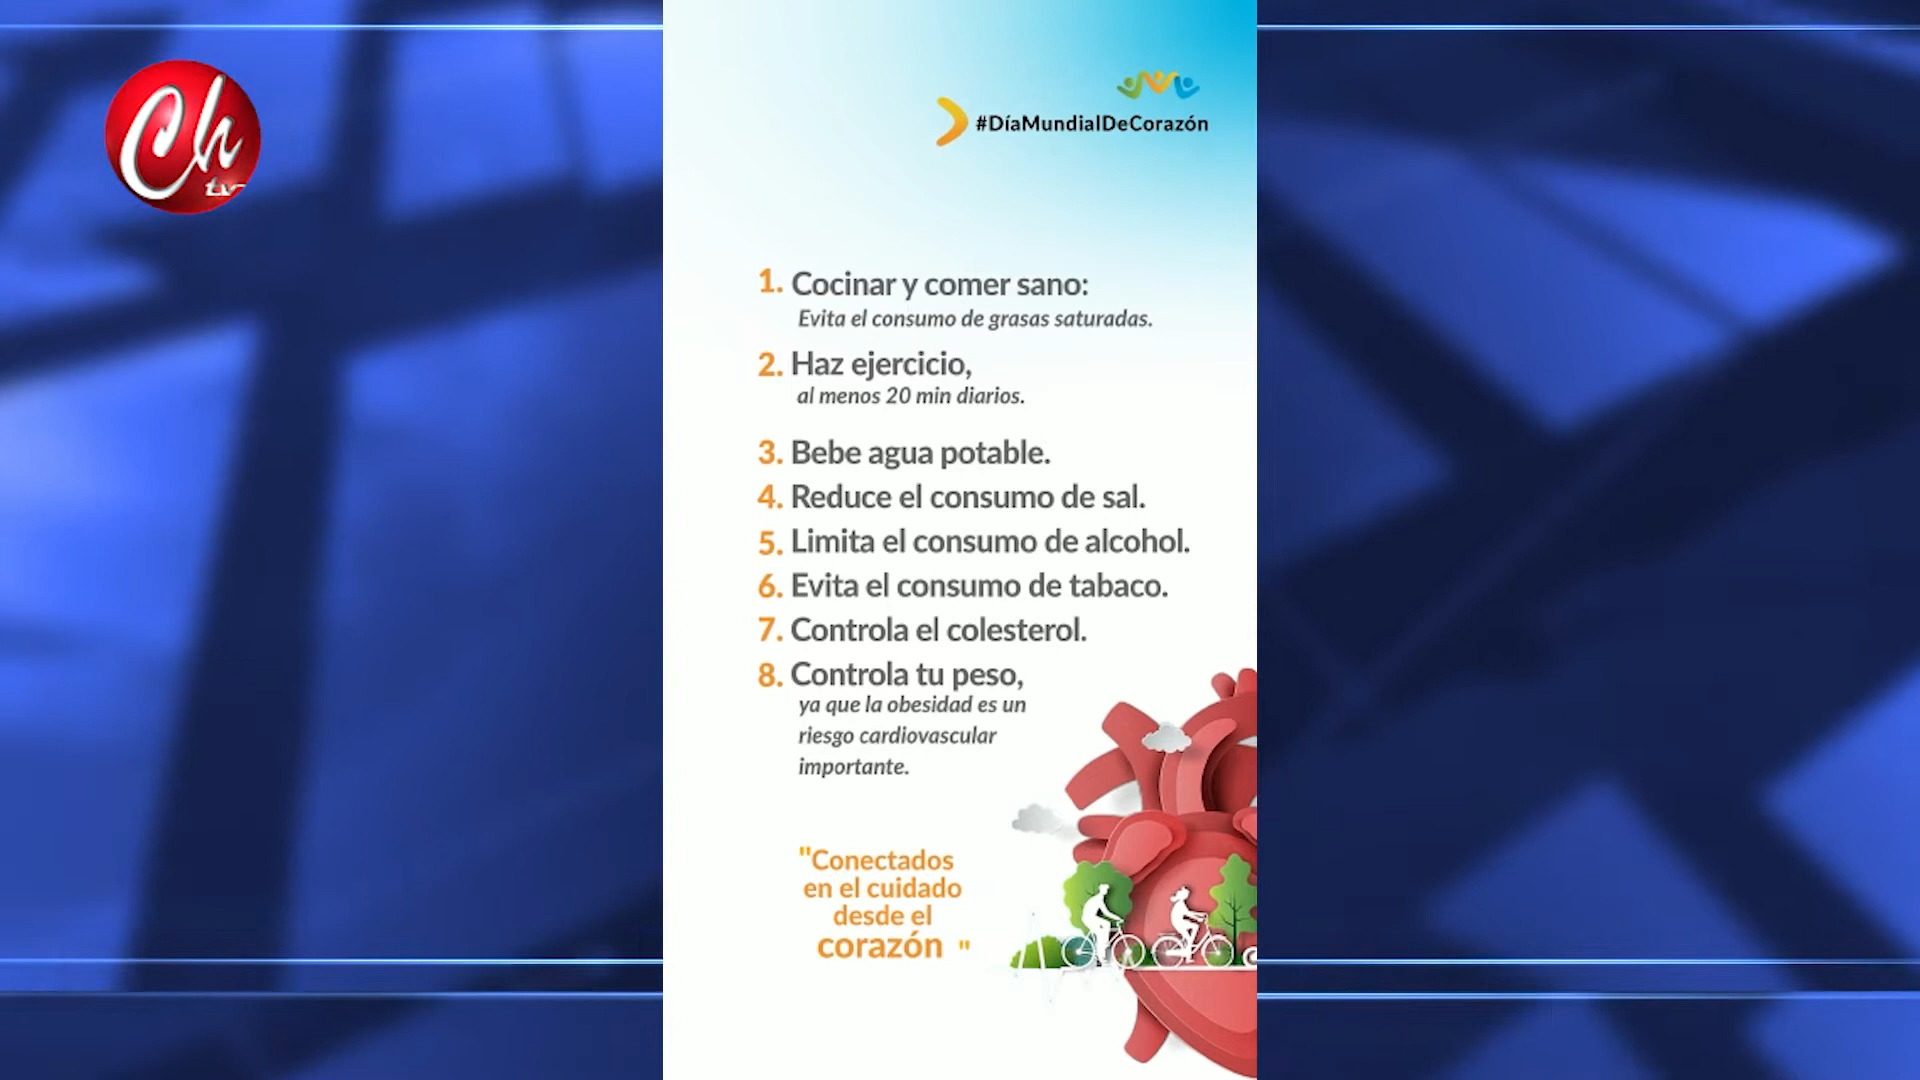 Ch
tv
#DíaMundialDeCorazón
1. Cocinar y comer sano:
Evita el consumo de grasas saturadas.
2. Haz ejercicio,
al menos 20 min diarios.
3. Bebe agua potable.
4. Reduce el consumo de sal.
5. Limita el consumo de alcohol.
6. Evita el consumo de tabaco.
7. Controla el colesterol.
8. Controla tu peso,
ya que la obesidad es un
riesgo cardiovascular
importante.
"Conectados
en el cuidado
desde el
corazón "